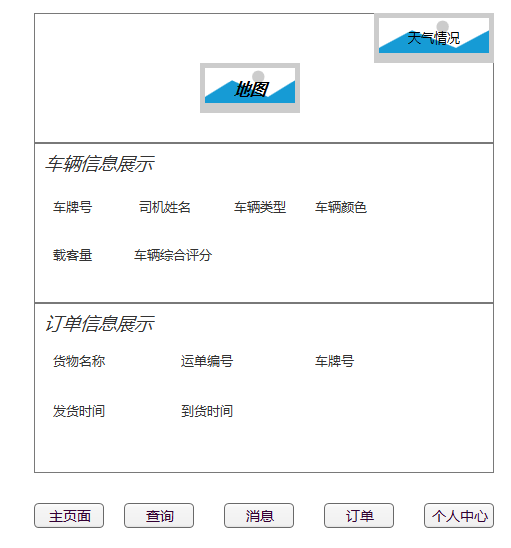 天气情况
地图
车辆信息展示
车牌号 司机姓名 车辆类型 车辆颜色
载客量 车辆综合评分
订单信息展示
货物名称 运单编号 车牌号
发货时间 到货时间
主页面 查询 消息 订单 个人中心